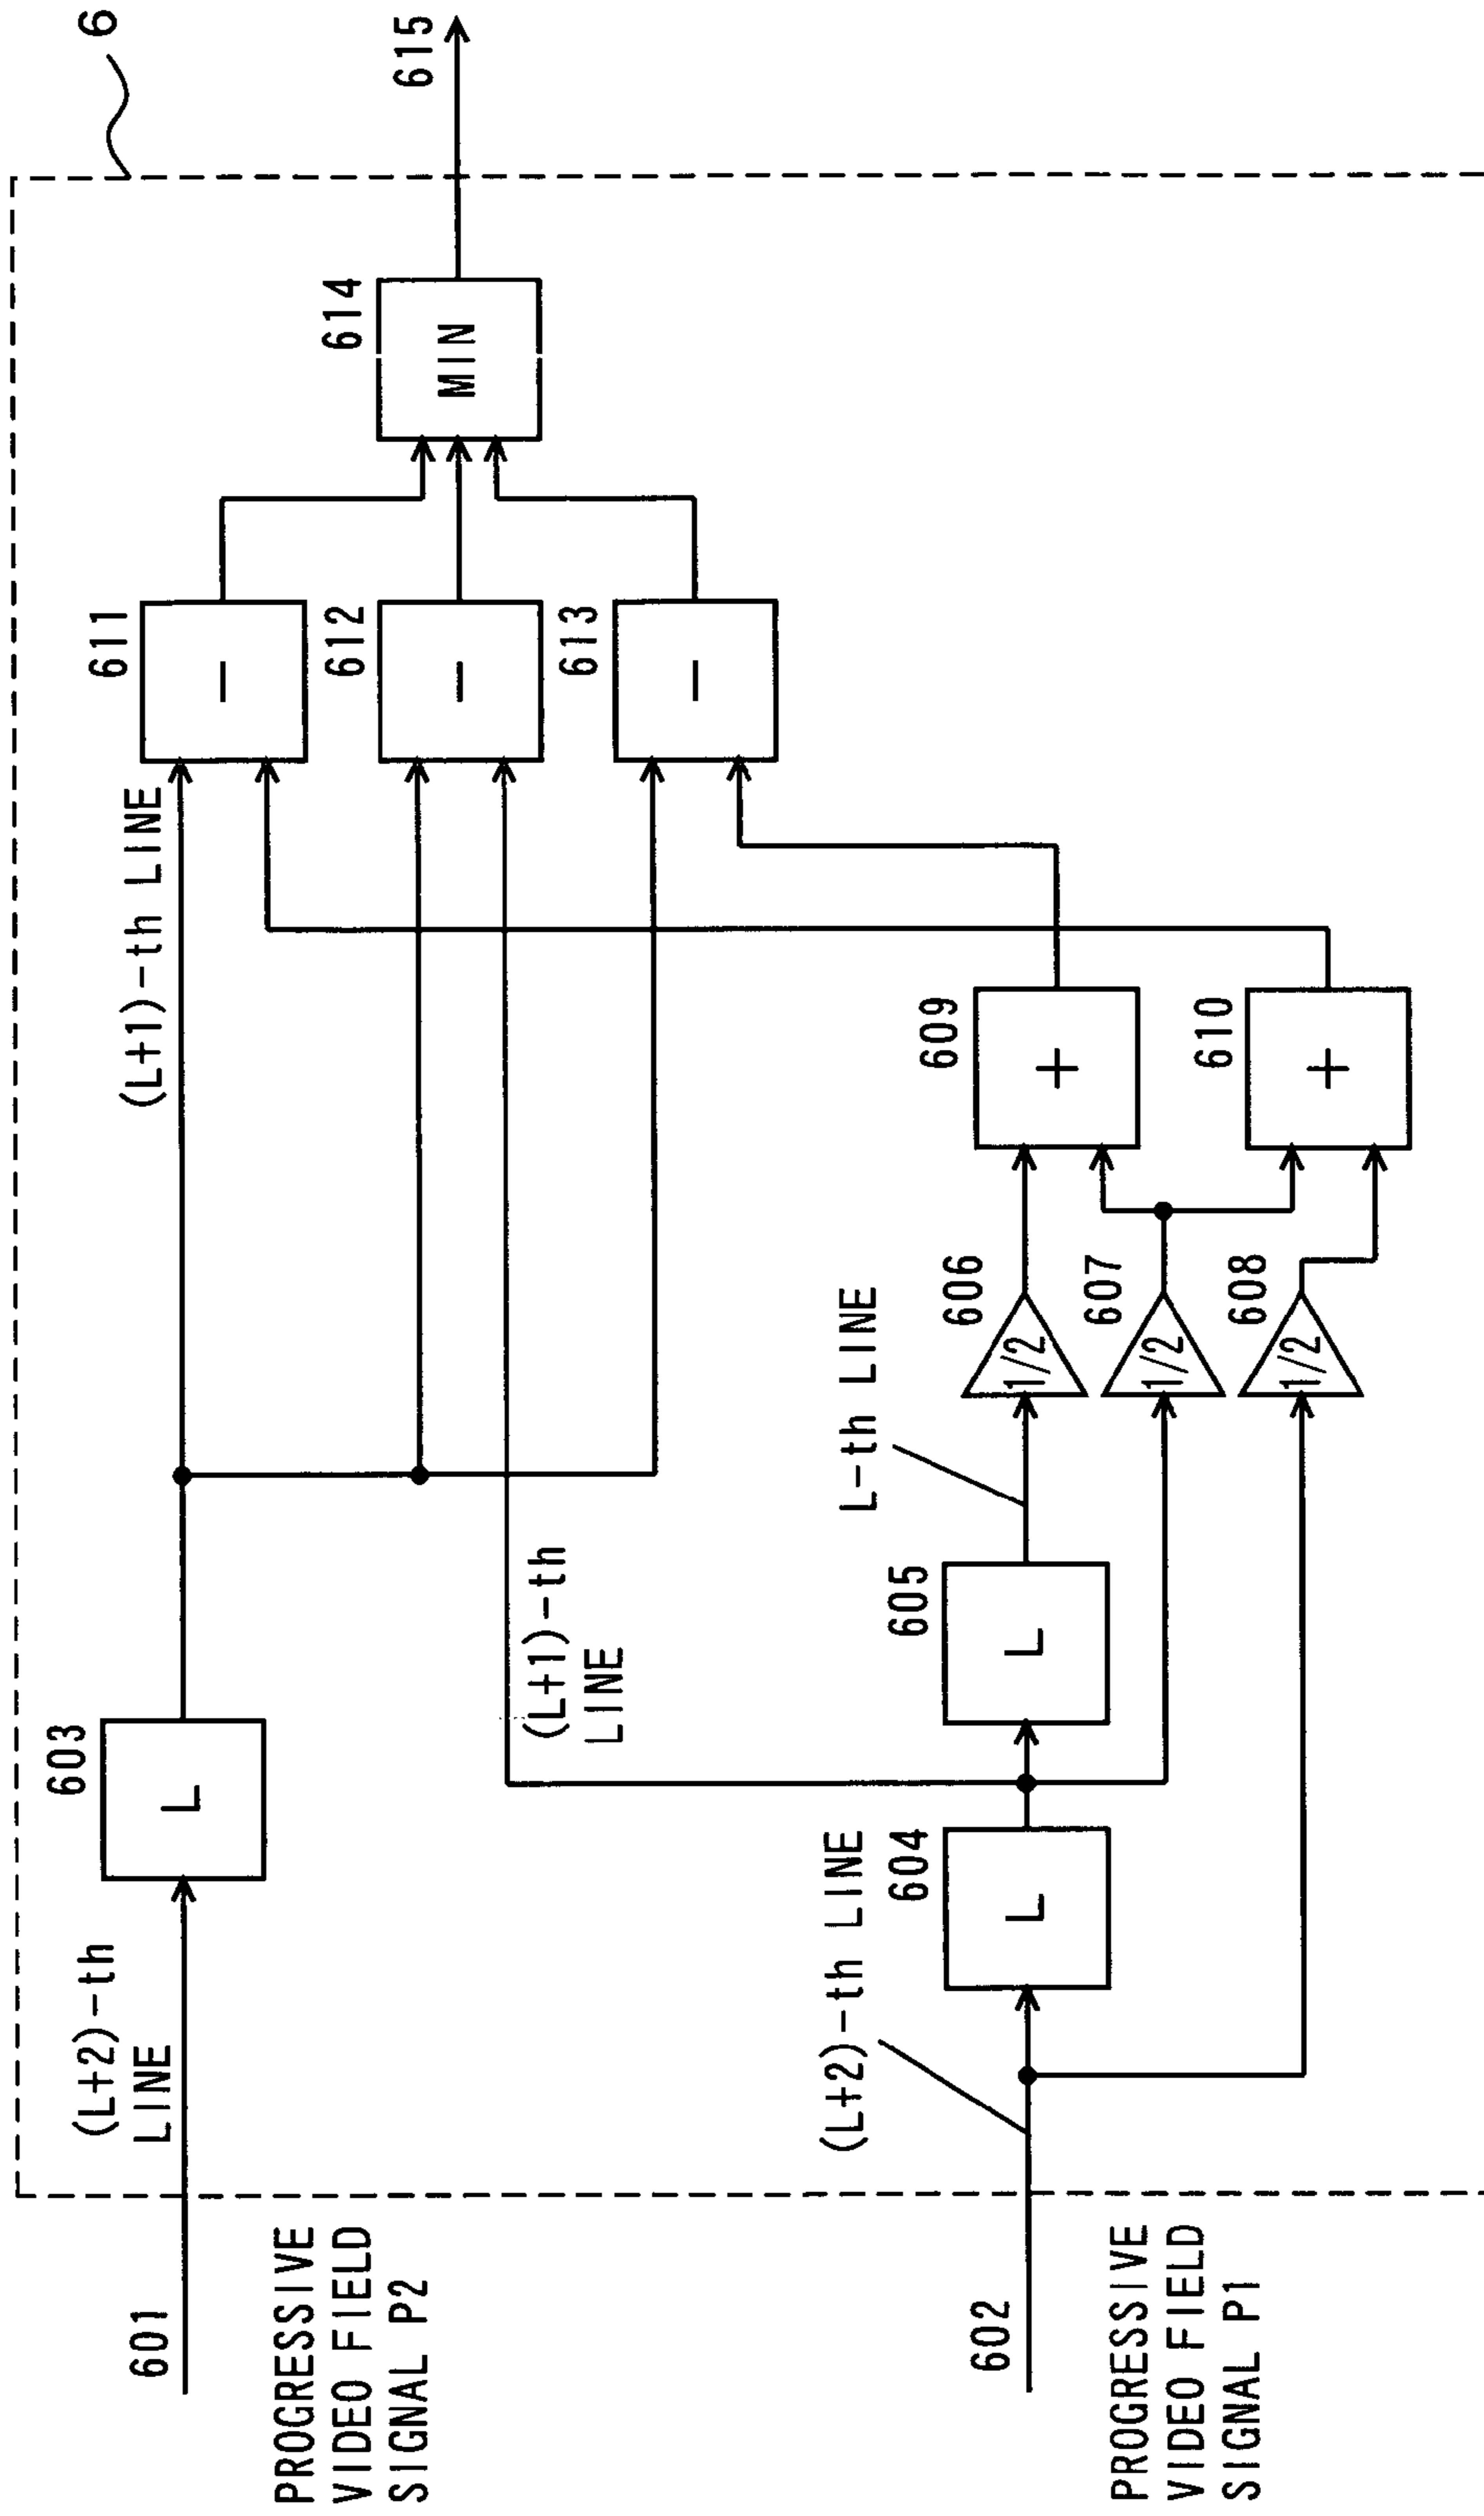 6
601
PROGRESSIVE
VIDEO FIELD
SIGNAL P2
(L+2)-th
LINE
603
L
(L+1)-th LINE
611
—
612
—
613
—
614
MIN
615
(L+1)-th
LINE
602
PROGRESSIVE
VIDEO FIELD
SIGNAL P1
(L+2)-th LINE
604
L
605
L
L-th LINE
606
1/2
607
1/2
608
1/2
609
+
610
+